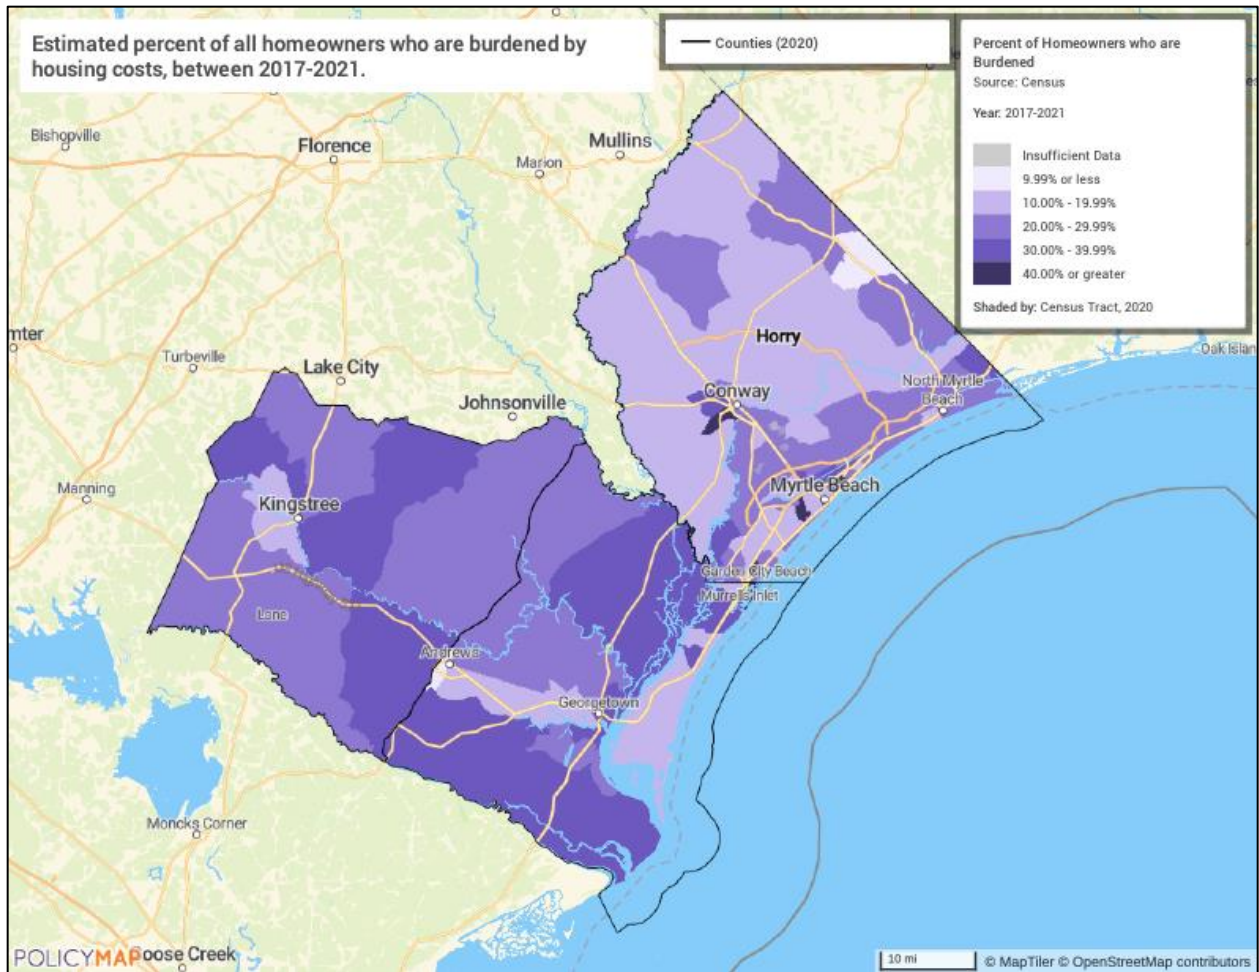 Estimated percent of all homeowners who are burdened by
housing costs, between 2017-2021.
Counties (2020)
Percent of Homeowners who are
Burdened
Source: Census
Year: 2017-2021
Insufficient Data
9.99% or less
10.00% - 19.99%
20.00% - 29.99%
30.00% - 39.99%
40.00% or greater
Shaded by: Census Tract, 2020
Bishopville
Florence
Mullins
Marion
Horry
mter
Turbeville
Lake City
Oak Islan
Johnsonville
Conway
North Myrtle
Beach
Manning
Kingstree
Myrtle Beach
Garden City Beach
Murrells Inlet
Lane
Andrews
Georgetown
Moncks Corner
POLICYMAP
Goose Creek
10 mi
© MapTiler © OpenStreetMap contributors